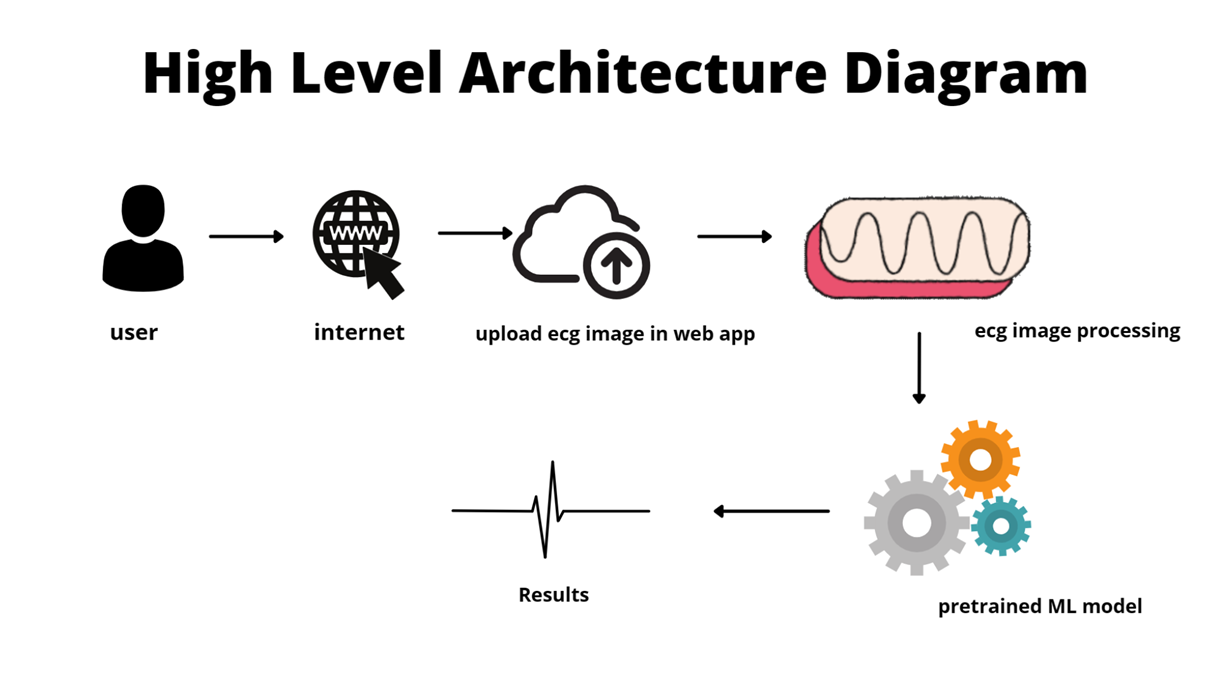 High Level Architecture Diagram
www
user
internet
upload ecg image in web app
ecg image processing
Results
pretrained ML model